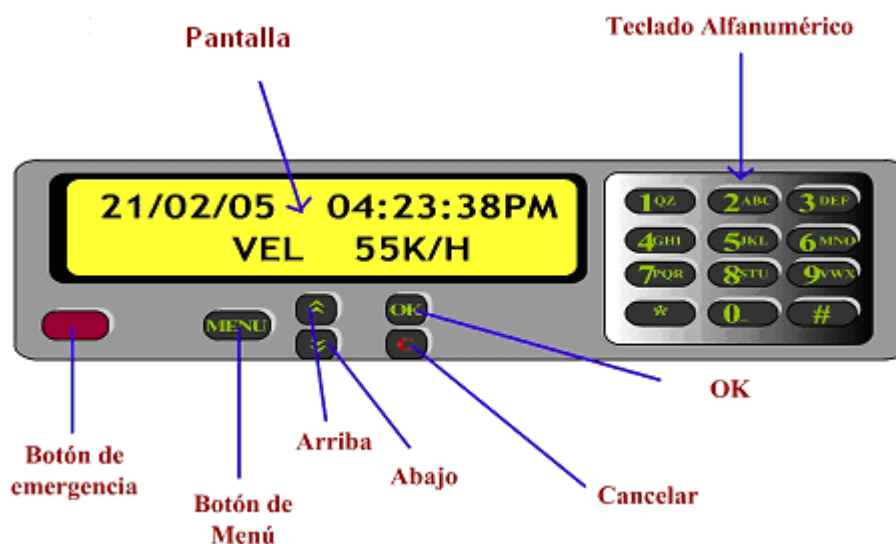 Pantalla
Teclado Alfanumérico
21/02/05 04:23:38PM
VEL 55K/H
1QZ 2ABC 3DEF
4GHI 5JKL 6MNO
7PQR 8STU 9VWX
* 0_ #
MENU
OK
C
OK
Arriba
Abajo
Cancelar
Botón de
emergencia
Botón de
Menú